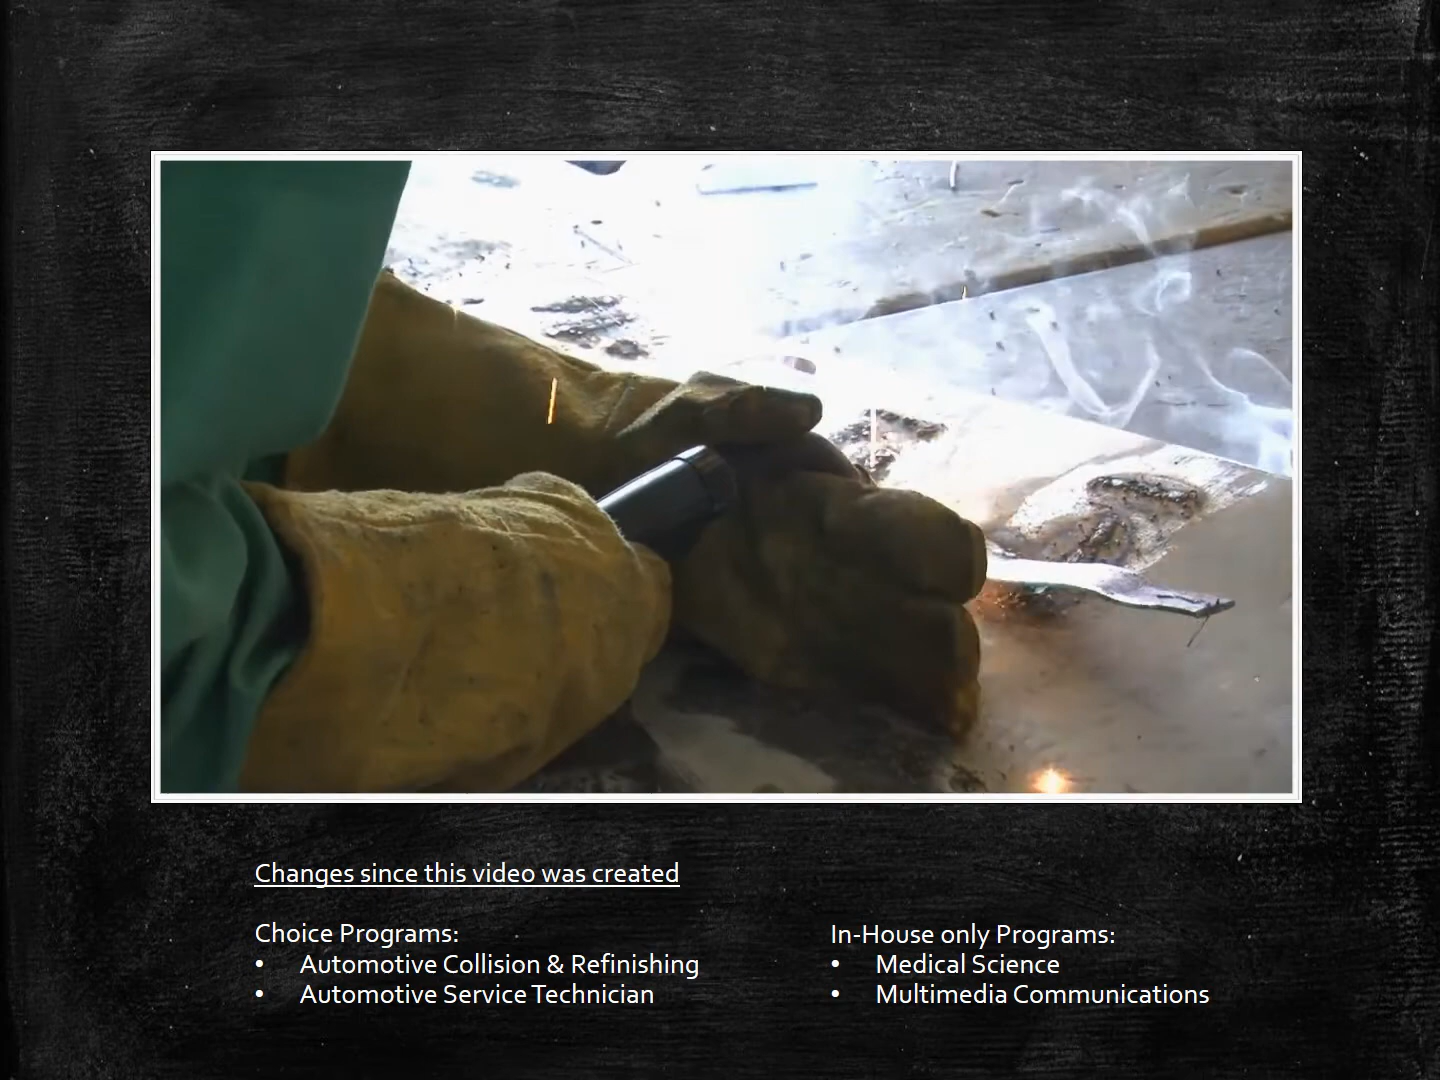 Changes since this video was created
Choice Programs:
• Automotive Collision & Refinishing
• Automotive Service Technician
In-House only Programs:
• Medical Science
• Multimedia Communications